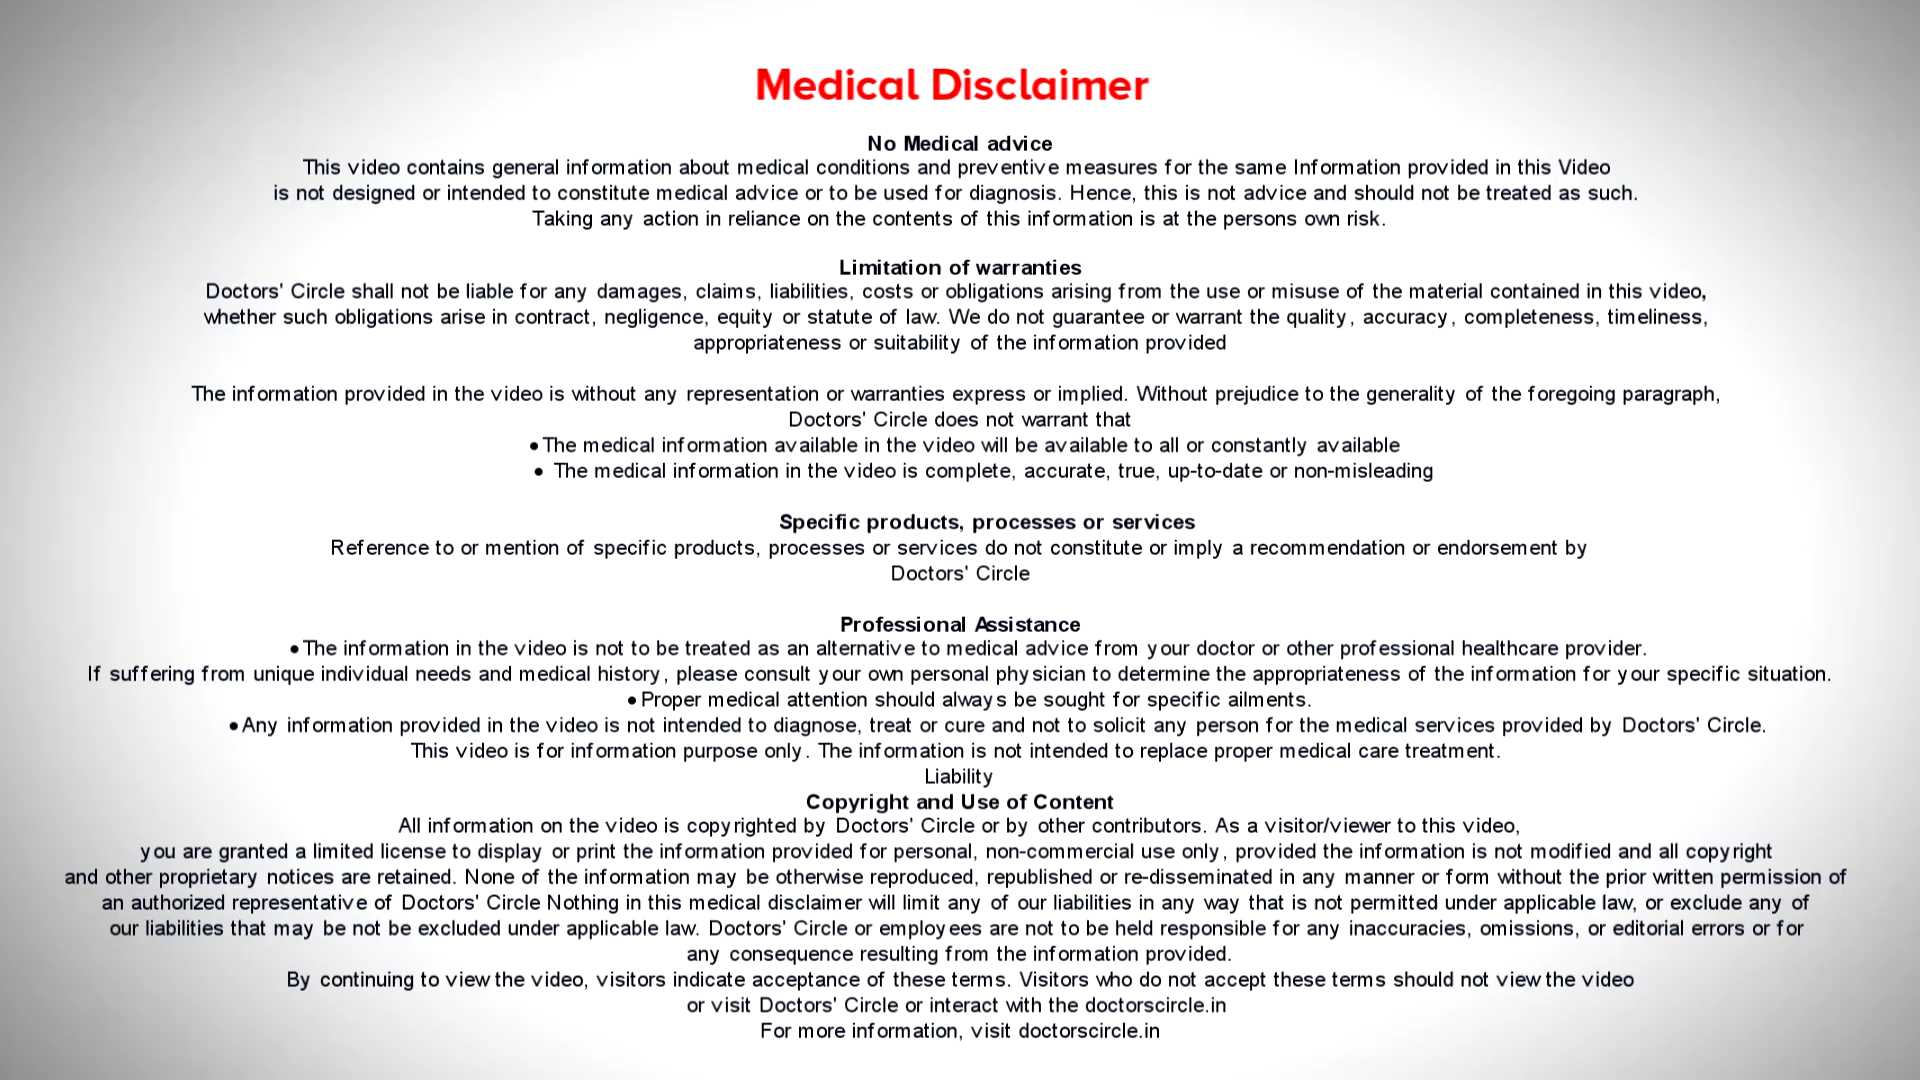 Medical Disclaimer
No Medical advice
This video contains general information about medical conditions and preventive measures for the same Information provided in this Video
is not designed or intended to constitute medical advice or to be used for diagnosis. Hence, this is not advice and should not be treated as such.
Taking any action in reliance on the contents of this information is at the persons own risk.
Limitation of warranties
Doctors' Circle shall not be liable for any damages, claims, liabilities, costs or obligations arising from the use or misuse of the material contained in this video,
whether such obligations arise in contract, negligence, equity or statute of law. We do not guarantee or warrant the quality, accuracy, completeness, timeliness,
appropriateness or suitability of the information provided
The information provided in the video is without any representation or warranties express or implied. Without prejudice to the generality of the foregoing paragraph,
Doctors' Circle does not warrant that
• The medical information available in the video will be available to all or constantly available
• The medical information in the video is complete, accurate, true, up-to-date or non-misleading
Specific products, processes or services
Reference to or mention of specific products, processes or services do not constitute or imply a recommendation or endorsement by
Doctors' Circle
Professional Assistance
• The information in the video is not to be treated as an alternative to medical advice from your doctor or other professional healthcare provider.
If suffering from unique individual needs and medical history, please consult your own personal physician to determine the appropriateness of the information for your specific situation.
• Proper medical attention should always be sought for specific ailments.
• Any information provided in the video is not intended to diagnose, treat or cure and not to solicit any person for the medical services provided by Doctors' Circle.
This video is for information purpose only. The information is not intended to replace proper medical care treatment.
Liability
Copyright and Use of Content
All information on the video is copyrighted by Doctors' Circle or by other contributors. As a visitor/viewer to this video,
you are granted a limited license to display or print the information provided for personal, non-commercial use only, provided the information is not modified and all copyright
and other proprietary notices are retained. None of the information may be otherwise reproduced, republished or re-disseminated in any manner or form without the prior written permission of
an authorized representative of Doctors' Circle Nothing in this medical disclaimer will limit any of our liabilities in any way that is not permitted under applicable law, or exclude any of
our liabilities that may be not be excluded under applicable law. Doctors' Circle or employees are not to be held responsible for any inaccuracies, omissions, or editorial errors or for
any consequence resulting from the information provided.
By continuing to view the video, visitors indicate acceptance of these terms. Visitors who do not accept these terms should not view the video
or visit Doctors' Circle or interact with the doctorscircle.in
For more information, visit doctorscircle.in